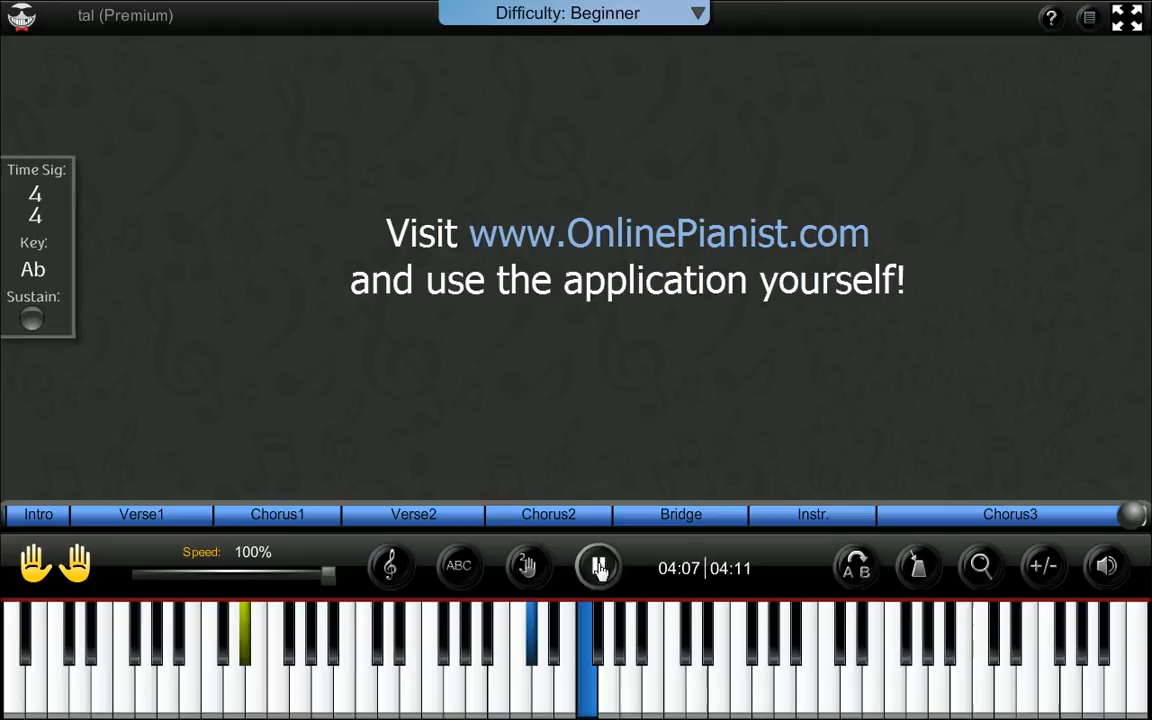 tal (Premium)
Difficulty: Beginner
?
Time Sig:
4
4
Key:
Ab
Sustain:
Visit www.OnlinePianist.com
and use the application yourself!
Intro Verse1 Chorus1 Verse2 Chorus2 Bridge Instr. Chorus3
Speed: 100%
ABC
2
04:07|04:11
A B
+/-